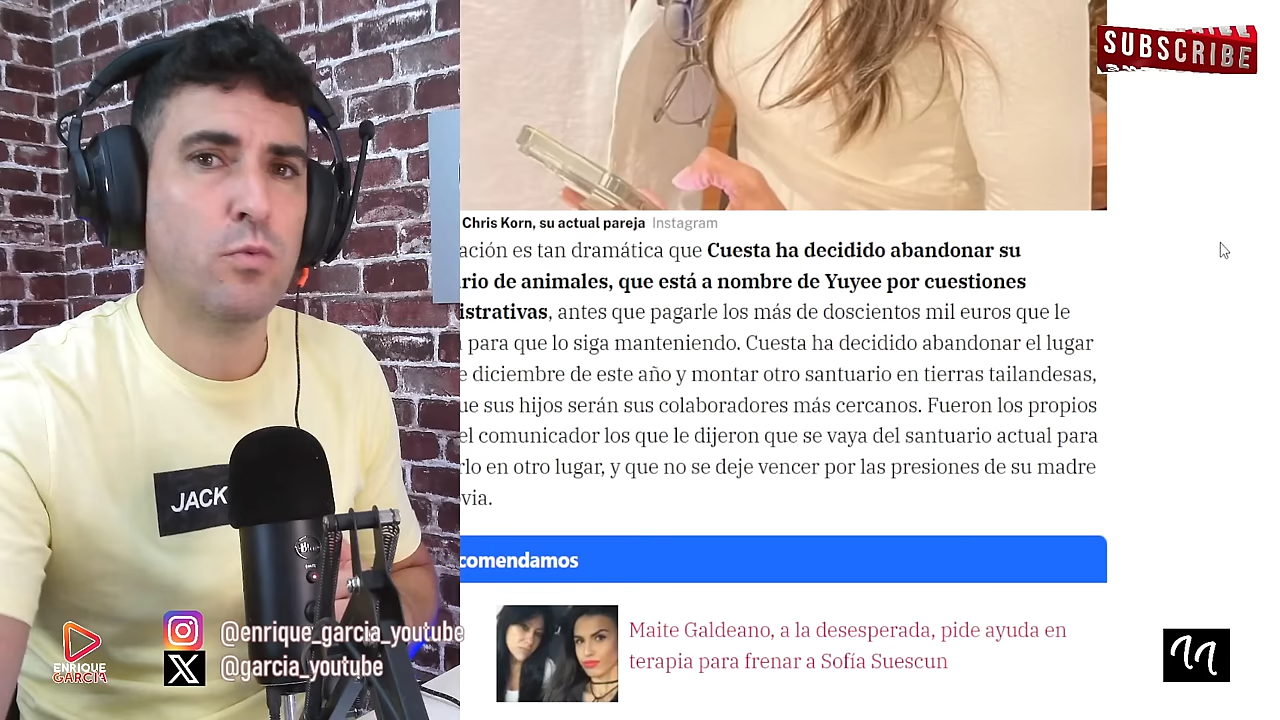 SUBSCRIBE
Chris Korn, su actual pareja Instagram
ación es tan dramática que Cuesta ha decidido abandonar su
rio de animales, que está a nombre de Yuyee por cuestiones
istrativas, antes que pagarle los más de doscientos mil euros que le
para que lo siga manteniendo. Cuesta ha decidido abandonar el lugar
e diciembre de este año y montar otro santuario en tierras tailandesas,
ue sus hijos serán sus colaboradores más cercanos. Fueron los propios
el comunicador los que le dijeron que se vaya del santuario actual para
rlo en otro lugar, y que no se deje vencer por las presiones de su madre
via.
comendamos
Maite Galdeano, a la desesperada, pide ayuda en
terapia para frenar a Sofía Suescun
JACK
@enrique_garcia_youtube
@garcia_youtube
ENRIQUE
GARCIA